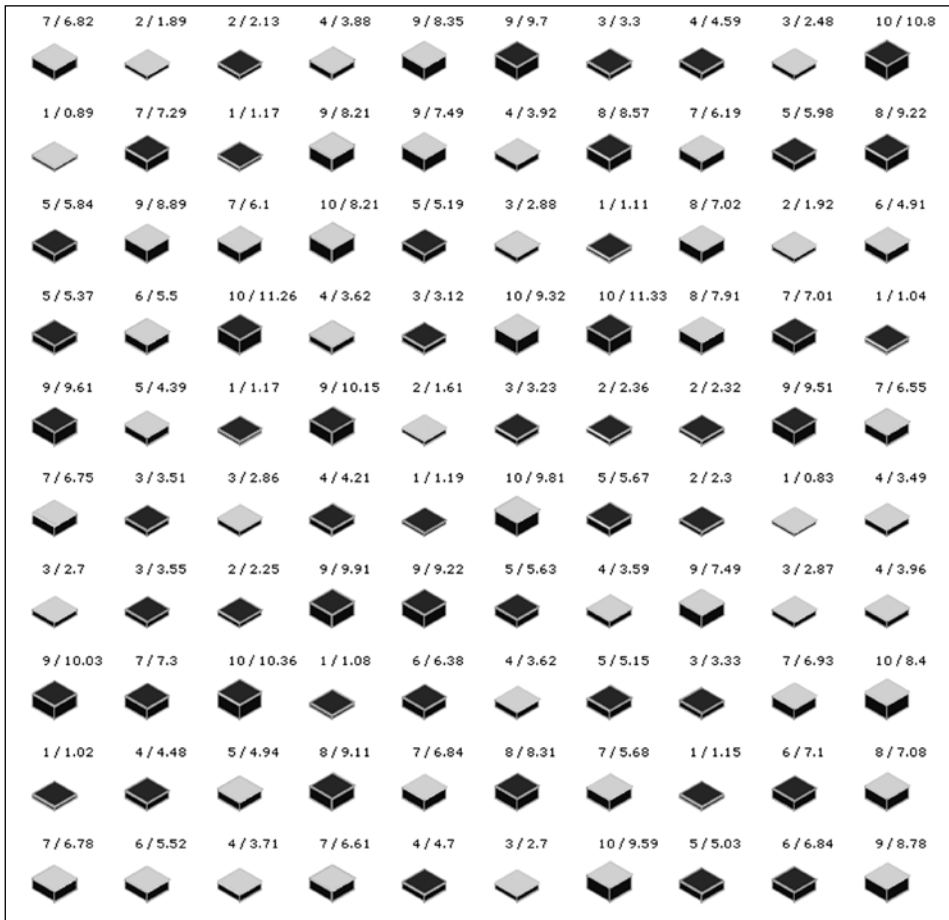 7 / 6.82 2 / 1.89 2 / 2.13 4 / 3.88 9 / 8.35 9 / 9.7 3 / 3.3 4 / 4.59 3 / 2.48 10 / 10.8
1 / 0.89 7 / 7.29 1 / 1.17 9 / 8.21 9 / 7.49 4 / 3.92 8 / 8.57 7 / 6.19 5 / 5.98 8 / 9.22
5 / 5.84 9 / 8.89 7 / 6.1 10 / 8.21 5 / 5.19 3 / 2.88 1 / 1.11 8 / 7.02 2 / 1.92 6 / 4.91
5 / 5.37 6 / 5.5 10 / 11.26 4 / 3.62 3 / 3.12 10 / 9.32 10 / 11.33 8 / 7.91 7 / 7.01 1 / 1.04
9 / 9.61 5 / 4.39 1 / 1.17 9 / 10.15 2 / 1.61 3 / 3.23 2 / 2.36 2 / 2.32 9 / 9.51 7 / 6.55
7 / 6.75 3 / 3.51 3 / 2.86 4 / 4.21 1 / 1.19 10 / 9.81 5 / 5.67 2 / 2.3 1 / 0.83 4 / 3.49
3 / 2.7 3 / 3.55 2 / 2.25 9 / 9.91 9 / 9.22 5 / 5.63 4 / 3.59 9 / 7.49 3 / 2.87 4 / 3.96
9 / 10.03 7 / 7.3 10 / 10.36 1 / 1.08 6 / 6.38 4 / 3.62 5 / 5.15 3 / 3.33 7 / 6.93 10 / 8.4
1 / 1.02 4 / 4.48 5 / 4.94 8 / 9.11 7 / 6.84 8 / 8.31 7 / 5.68 1 / 1.15 6 / 7.1 8 / 7.08
7 / 6.78 6 / 5.52 4 / 3.71 7 / 6.61 4 / 4.7 3 / 2.7 10 / 9.59 5 / 5.03 6 / 6.84 9 / 8.78